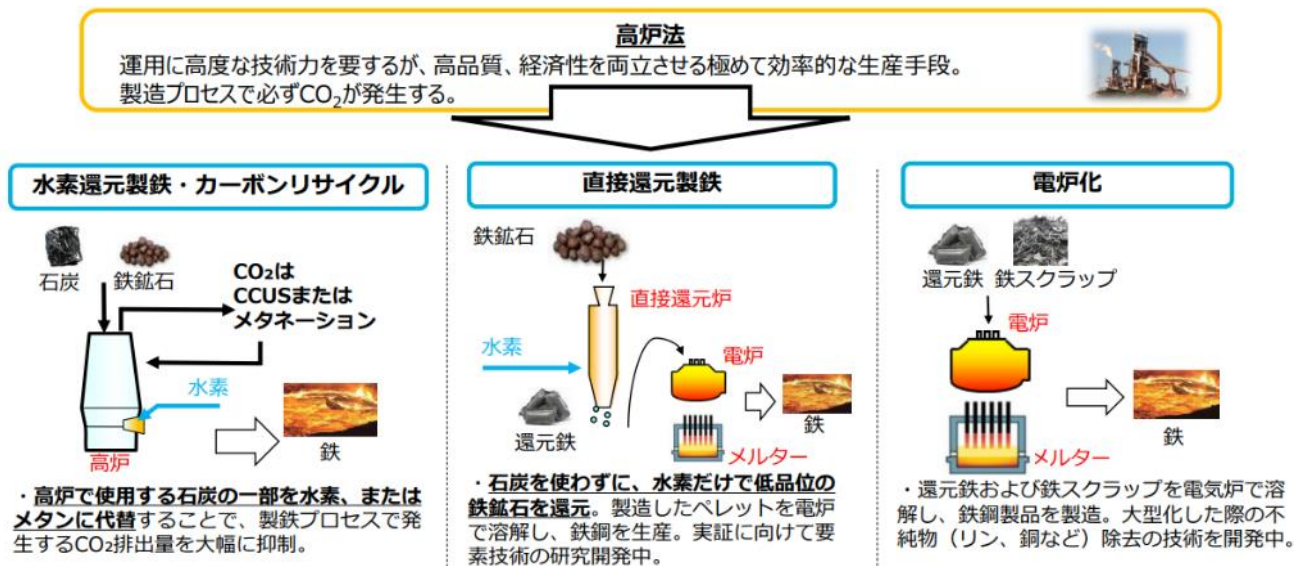 高炉法
運用に高度な技術力を要するが、高品質、経済性を両立させる極めて効率的な生産手段。
製造プロセスで必ずCO₂が発生する。
水素還元製鉄・カーボンリサイクル
石炭
鉄鉱石
CO₂は
CCUSまたは
メタネーション
水素
高炉
鉄
・高炉で使用する石炭の一部を水素、または
メタンに代替することで、製鉄プロセスで発
生するCO₂排出量を大幅に抑制。
直接還元製鉄
鉄鉱石
直接還元炉
水素
電炉
還元鉄
鉄
メルター
・石炭を使わずに、水素だけで低品位の
鉄鉱石を還元。製造したペレットを電炉
で溶解し、鉄鋼を生産。実証に向けて要
素技術の研究開発中。
電炉化
還元鉄
鉄スクラップ
電炉
鉄
メルター
・還元鉄および鉄スクラップを電気炉で溶
解し、鉄鋼製品を製造。大型化した際の不
純物（リン、銅など）除去の技術を開発中。